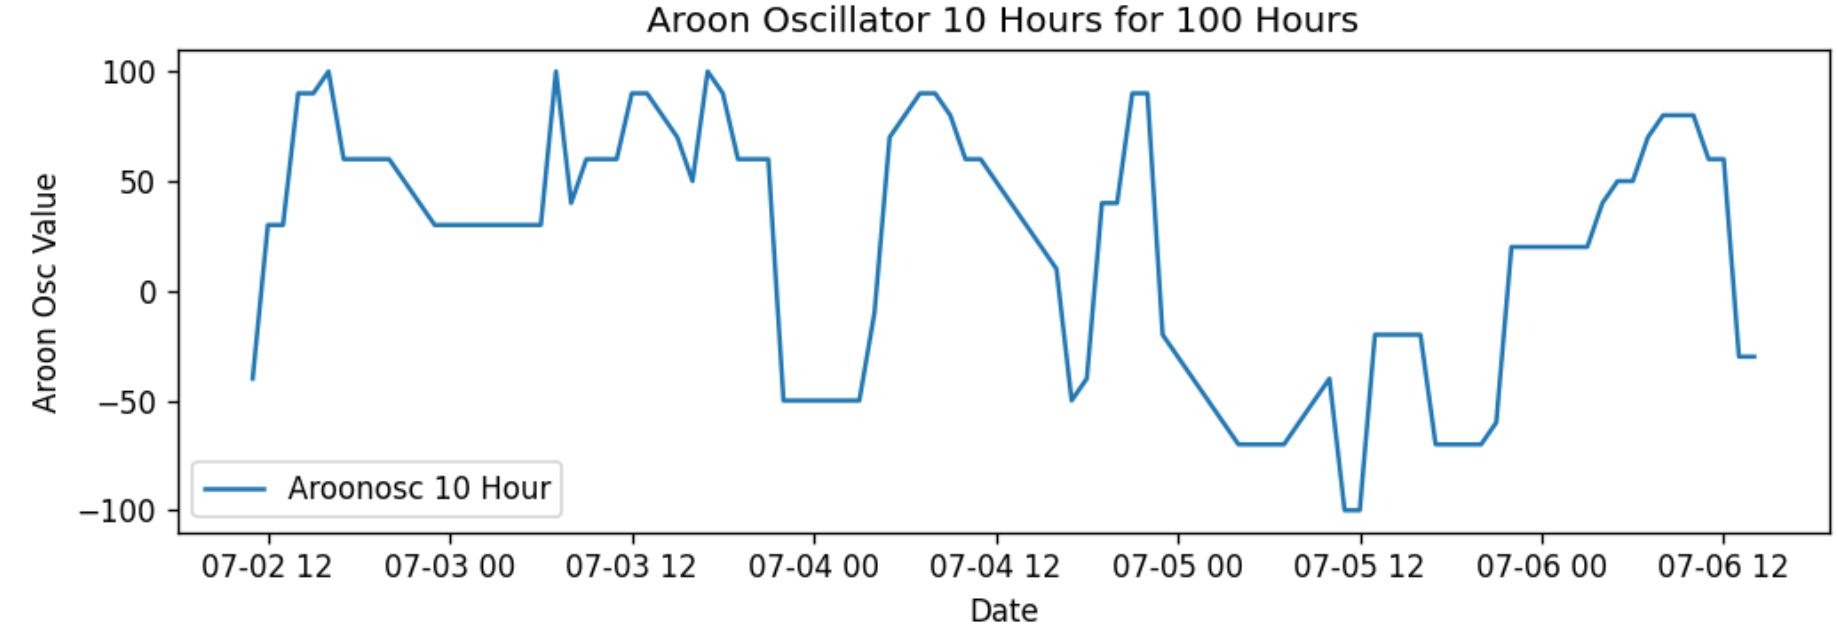 Aroon Oscillator 10 Hours for 100 Hours
Aroon Osc Value
100
50
0
−50
−100
Aroonosc 10 Hour
07-02 12 07-03 00 07-03 12 07-04 00 07-04 12 07-05 00 07-05 12 07-06 00 07-06 12
Date